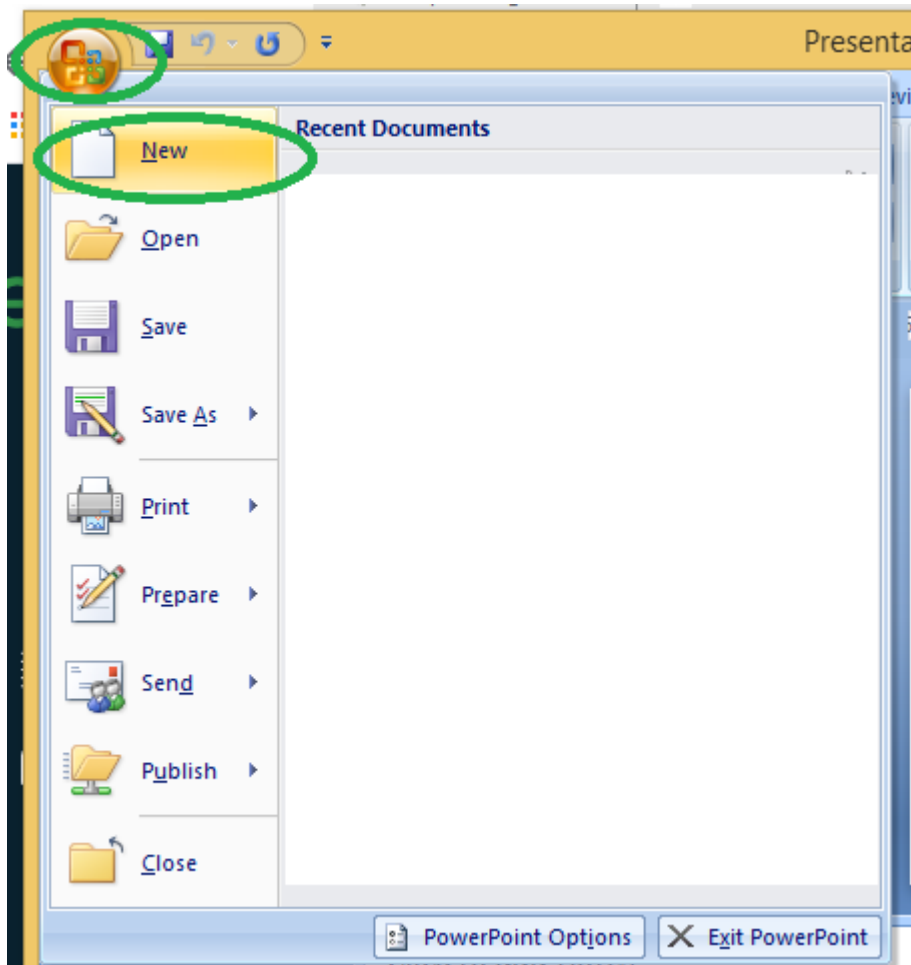 Presenta
Recent Documents
New
Open
Save
Save As
Print
Prepare
Send
Publish
Close
PowerPoint Options
Exit PowerPoint